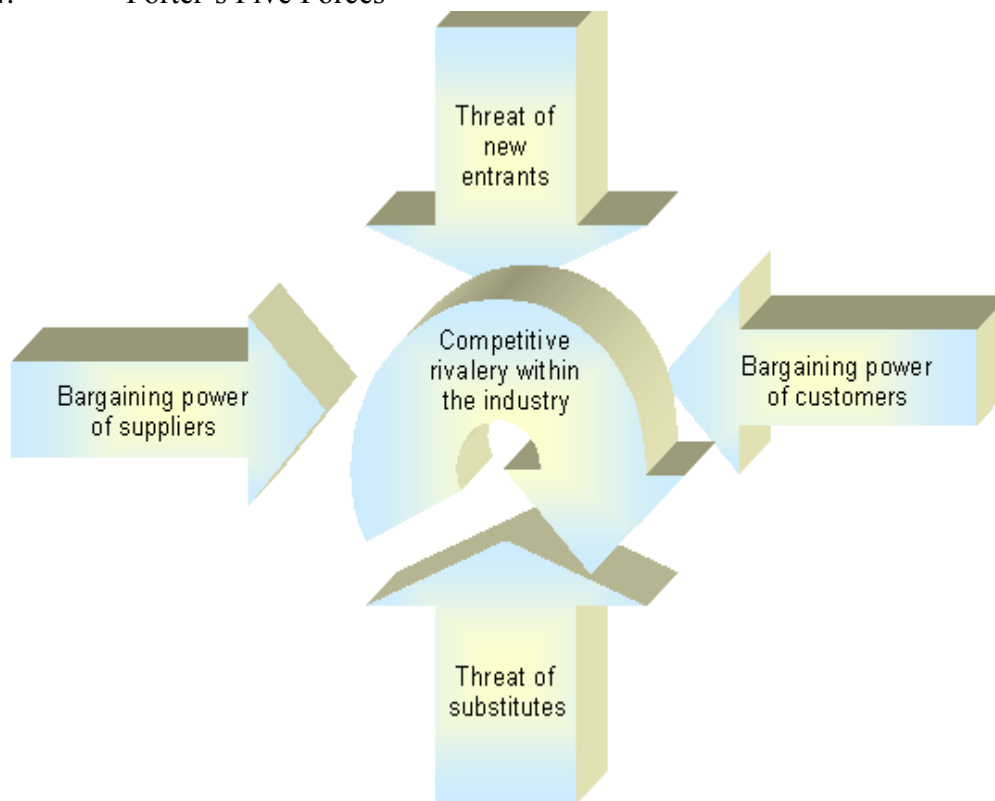 Porter's Five Forces
Threat of
new
entrants
Competitive
rivalery within
the industry
Bargaining power
of suppliers
Bargaining power
of customers
Threat of
substitutes